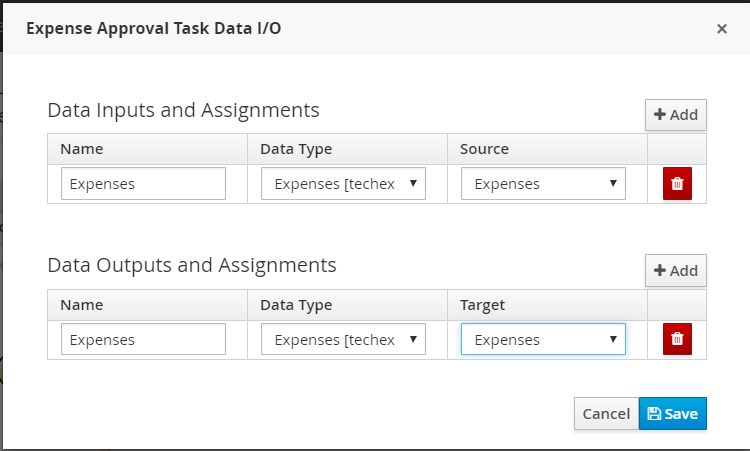 Expense Approval Task Data I/O ×
Data Inputs and Assignments
Add
Name Data Type Source
Expenses Expenses [techex Expenses
Data Outputs and Assignments
Add
Name Data Type Target
Expenses Expenses [techex Expenses
Cancel Save